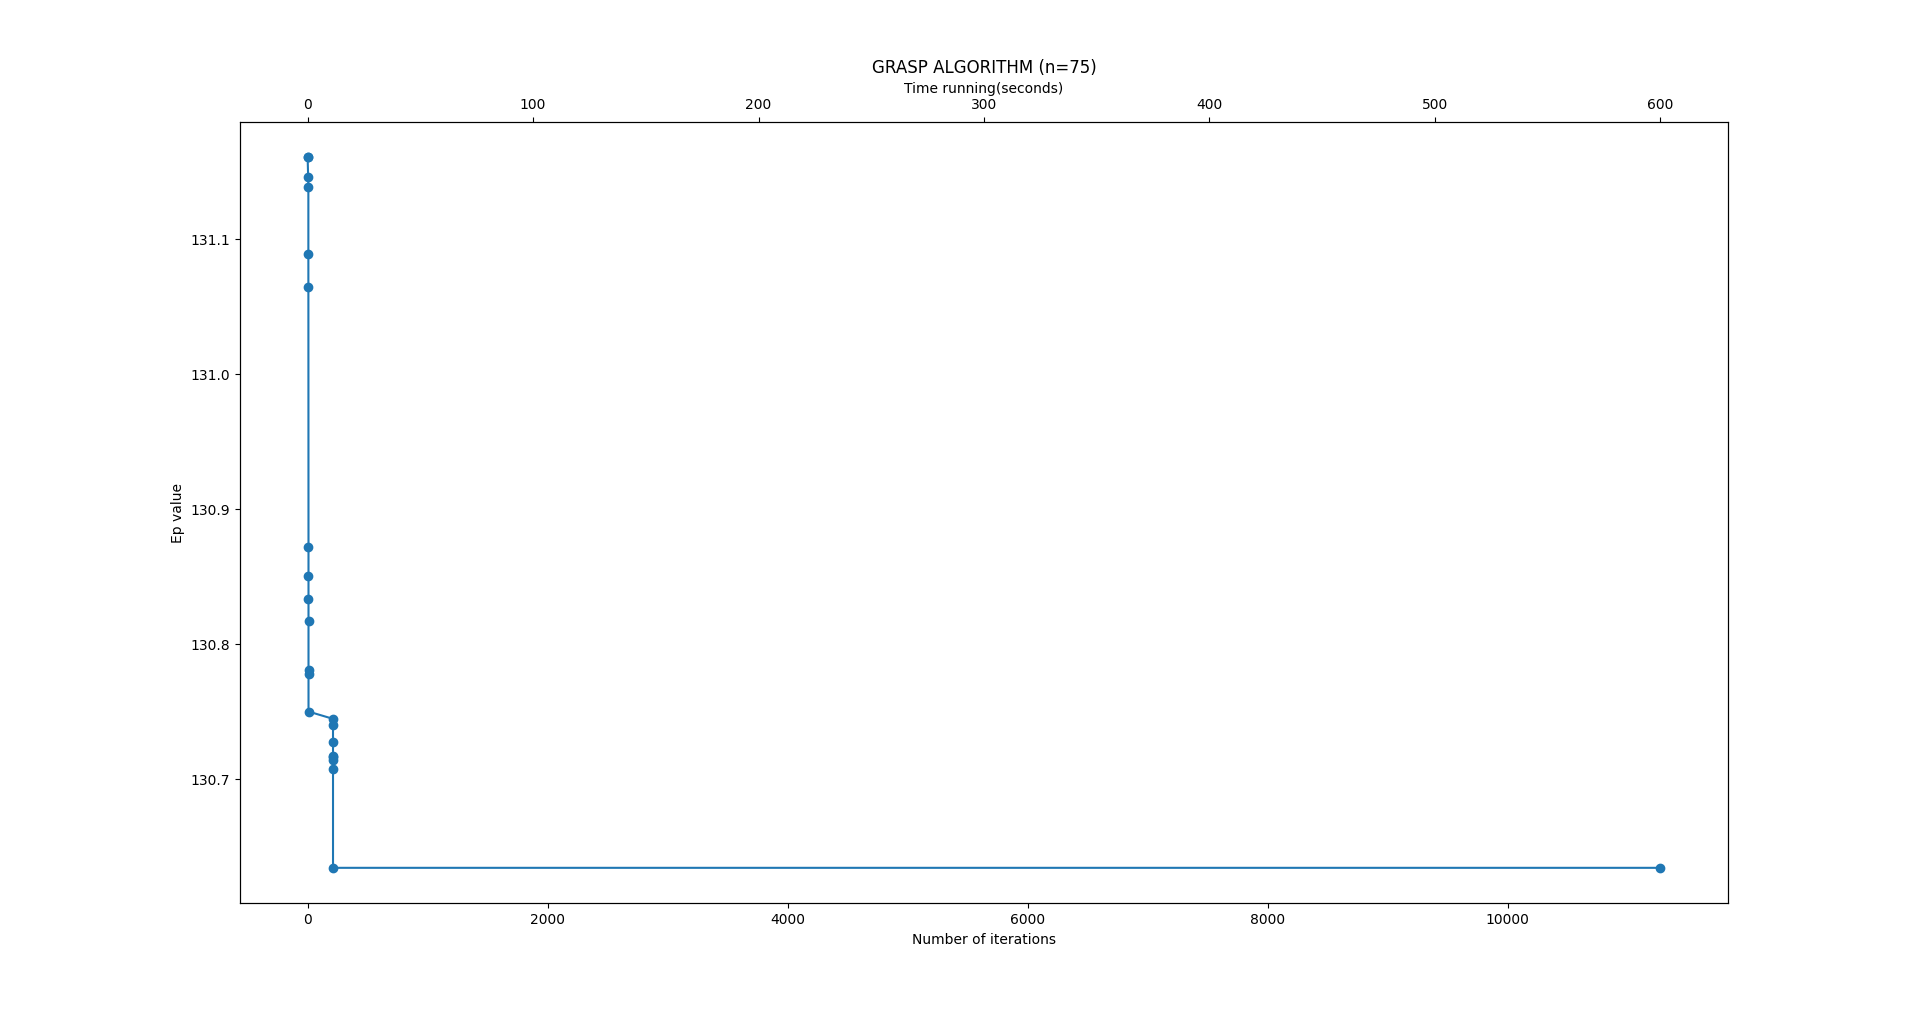 GRASP ALGORITHM (n=75)
Time running(seconds)
0 100 200 300 400 500 600
131.1
131.0
130.9
130.8
130.7
Ep value
0 2000 4000 6000 8000 10000
Number of iterations